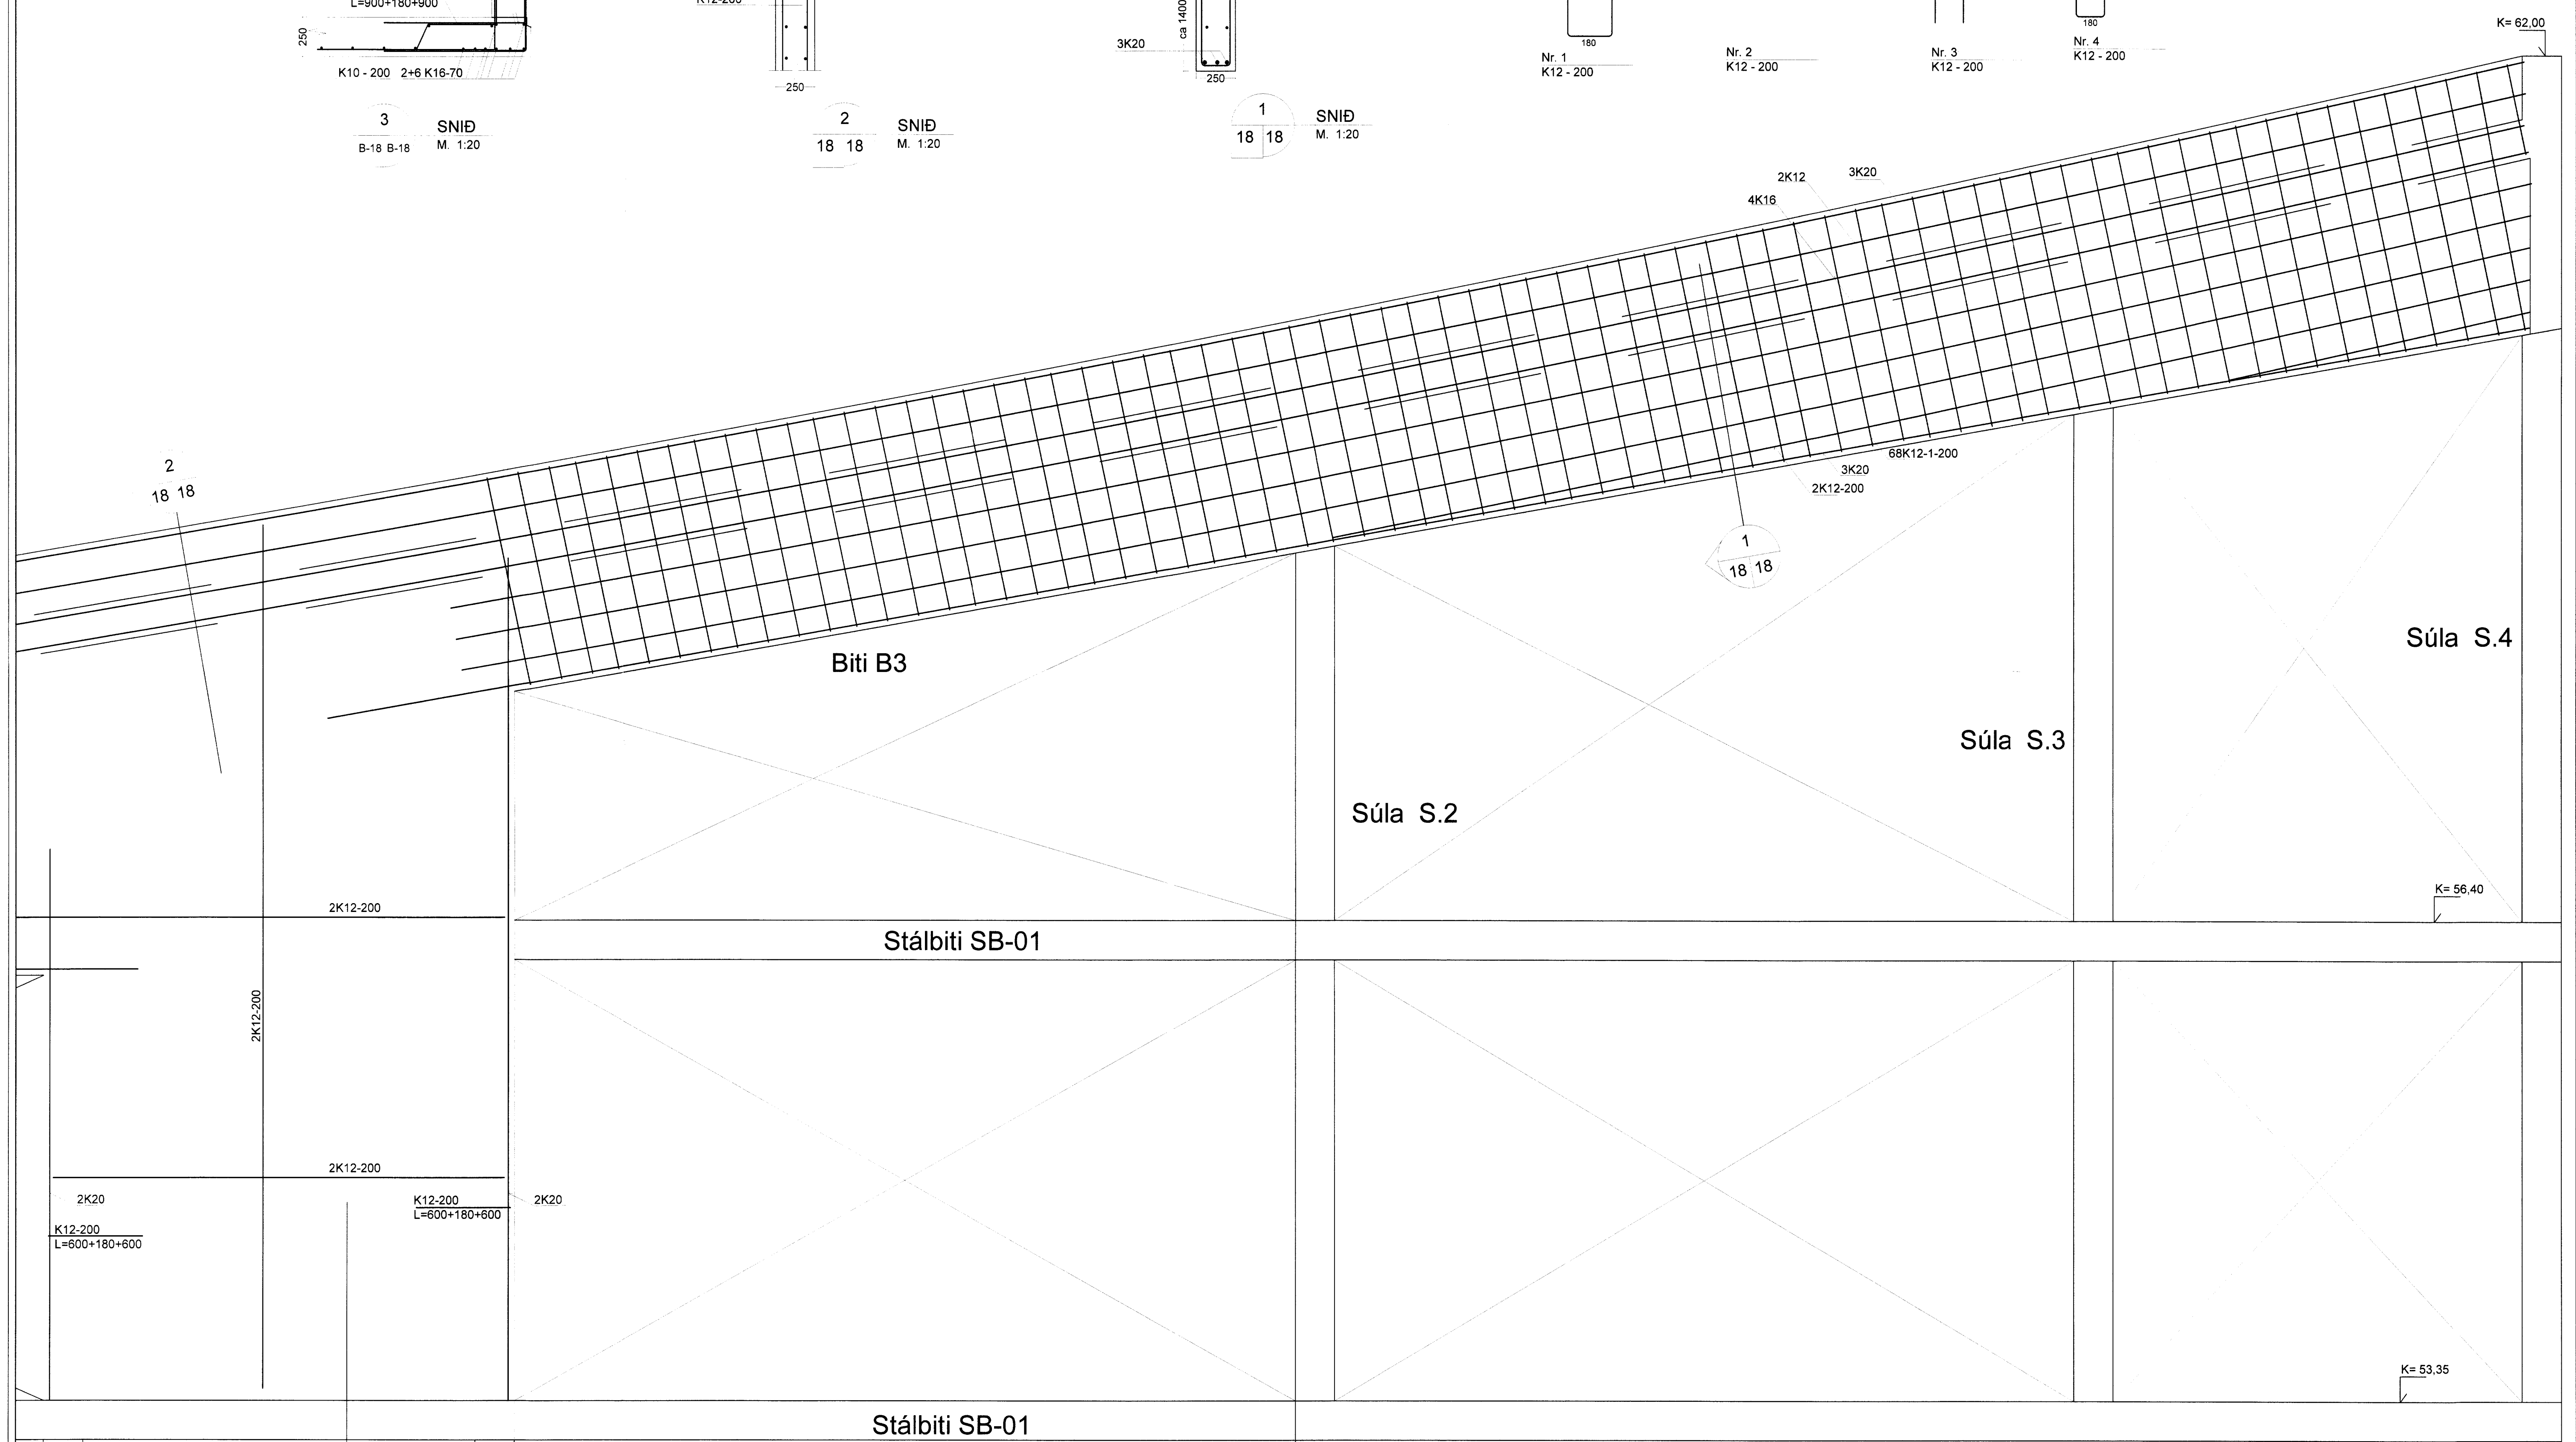 L=900+180+900
250
K10 - 200 2+6 K16-70
3
B-18 B-18
SNIÐ
M. 1:20
K12-200
250
2
18 18
SNIÐ
M. 1:20
ca 1400
3K20
250
1
18 18
SNIÐ
M. 1:20
180
Nr. 1
K12 - 200
Nr. 2
K12 - 200
Nr. 3
K12 - 200
180
Nr. 4
K12 - 200
K= 62,00
2K12
3K20
4K16
2
18 18
68K12-1-200
3K20
2K12-200
1
18 18
Biti B3
Súla S.4
Súla S.3
Súla S.2
K= 56,40
2K12-200
Stálbiti SB-01
2K12-200
2K12-200
2K20
K12-200
L=600+180+600
2K20
K12-200
L=600+180+600
K= 53,35
Stálbiti SB-01